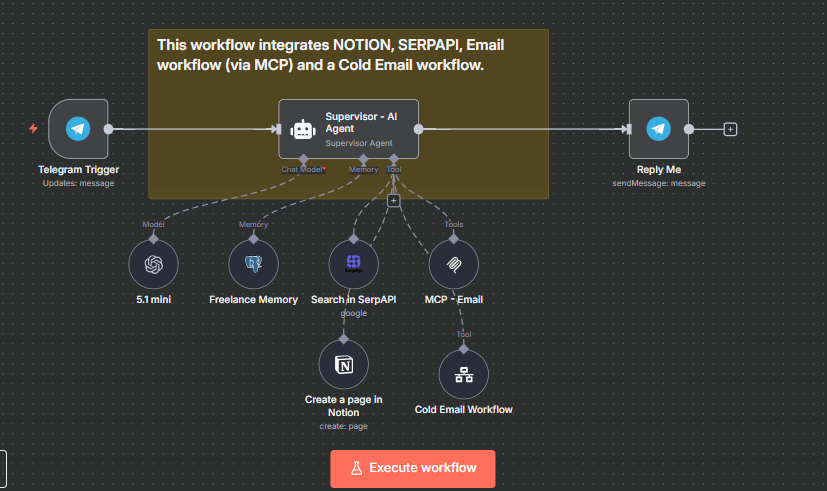 This workflow integrates NOTION, SERPAPI, Email
workflow (via MCP) and a Cold Email workflow.
Telegram Trigger
Updates: message
Supervisor - AI
Agent
Supervisor Agent
Chat Model*
Memory
Tool
Reply Me
sendMessage: message
Model
Memory
Tools
5.1 mini
Freelance Memory
serpapi
Search in SerpAPI
google
MCP - Email
Tool
Create a page in
Notion
create: page
Cold Email Workflow
Execute workflow